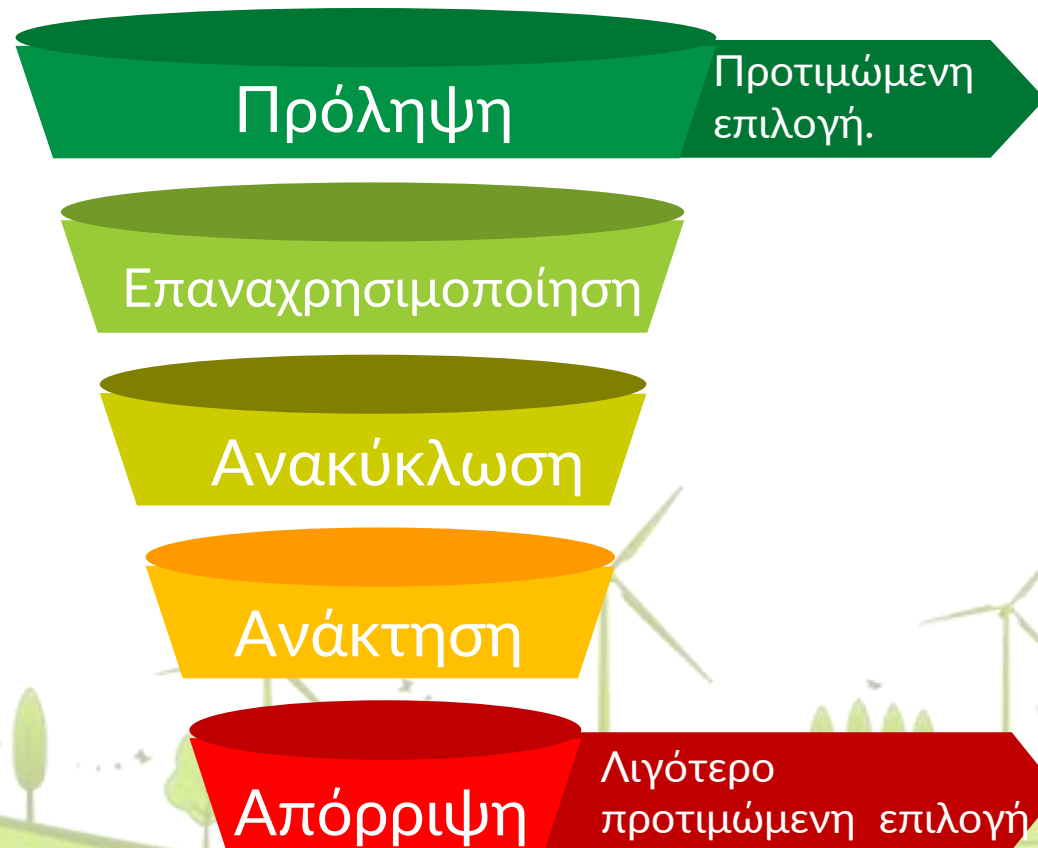 Πρόληψη
Προτιμώμενη
επιλογή.
Επαναχρησιμοποίηση
Ανακύκλωση
Ανάκτηση
Απόρριψη
Λιγότερο
προτιμώμενη επιλογή